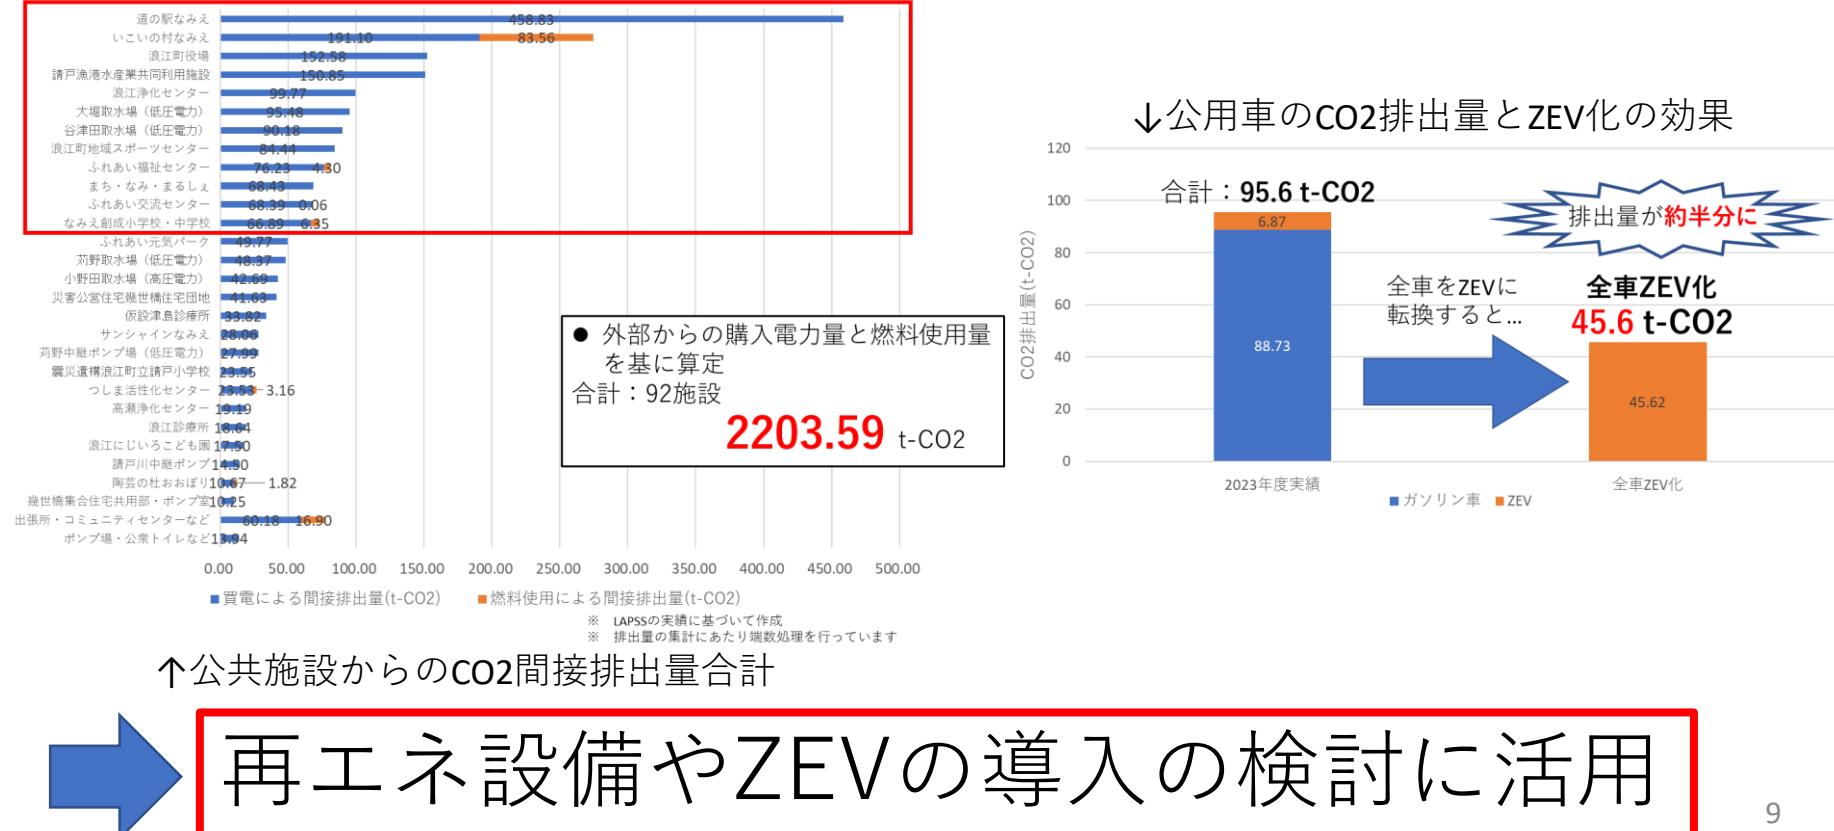 道の駅なみえ 458.83
いこいの村なみえ 191.10 83.56
浪江町役場 152.58
請戸漁港水産業共同利用施設 150.85
浪江浄化センター 99.77
大堀取水場（低圧電力） 95.48
谷津田取水場（低圧電力） 90.18
浪江町地域スポーツセンター 84.44
ふれあい福祉センター 76.23 4.30
まち・なみ・まるしぇ 68.43
ふれあい交流センター 68.39 0.06
なみえ創成小学校・中学校 66.89 6.35
ふれあい元気パーク 49.77
苅野取水場（低圧電力） 48.37
小野田取水場（高圧電力） 42.69
災害公営住宅幾世橋住宅団地 41.63
仮設津島診療所 33.82
サンシャインなみえ 28.06
苅野中継ポンプ場（低圧電力） 27.99
震災遺構浪江町立請戸小学校 23.55
つしま活性化センター 23.53 3.16
高瀬浄化センター 19.19
浪江診療所 18.64
浪江にじいろこども園 17.50
請戸川中継ポンプ 14.50
陶芸の杜おおぼり 10.67 1.82
幾世橋集合住宅共用部・ポンプ室 10.25
出張所・コミュニティセンターなど 60.18 16.90
ポンプ場・公衆トイレなど 13.94
0.00 50.00 100.00 150.00 200.00 250.00 300.00 350.00 400.00 450.00 500.00
■買電による間接排出量(t-CO2) ■燃料使用による間接排出量(t-CO2)
※ LAPSSの実績に基づいて作成
※ 排出量の集計にあたり端数処理を行っています
● 外部からの購入電力量と燃料使用量
を基に算定
合計：92施設
2203.59 t-CO2
↑公共施設からのCO2間接排出量合計
↓公用車のCO2排出量とZEV化の効果
CO2排出量(t-CO2)
120
100
80
60
40
20
0
合計：95.6 t-CO2
6.87
88.73
全車をZEVに
転換すると…
排出量が約半分に
全車ZEV化
45.6 t-CO2
45.62
2023年度実績 全車ZEV化
■ガソリン車 ■ZEV
再エネ設備やZEVの導入の検討に活用
9